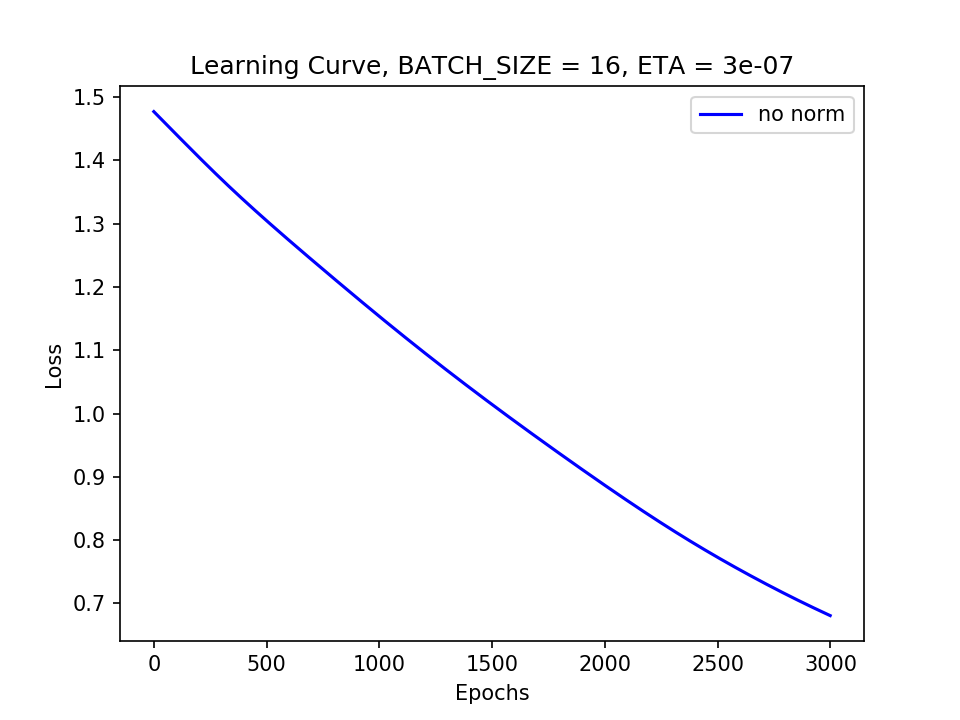 Learning Curve, BATCH_SIZE = 16, ETA = 3e-07
no norm
1.5
1.4
1.3
1.2
1.1
1.0
0.9
0.8
0.7
Loss
0 500 1000 1500 2000 2500 3000
Epochs